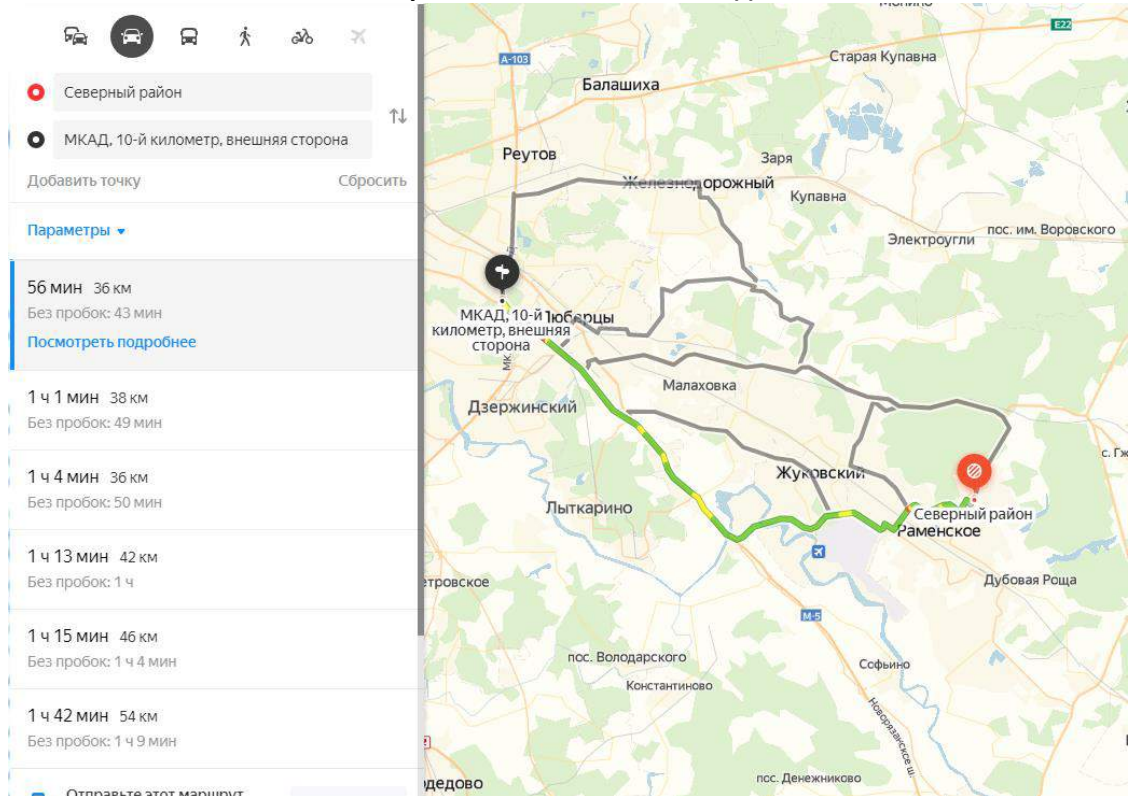 Северный район
МКАД, 10-й километр, внешняя сторона
Добавить точку
Сбросить
Параметры
56 мин 36 км
Без пробок: 43 мин
Посмотреть подробнее
1 ч 1 мин 38 км
Без пробок: 49 мин
1 ч 4 мин 36 км
Без пробок: 50 мин
1 ч 13 мин 42 км
Без пробок: 1 ч
1 ч 15 мин 46 км
Без пробок: 1 ч 4 мин
1 ч 42 мин 54 км
Без пробок: 1 ч 9 мин
Отправьте этот маршрут
E22
A-103
Старая Купавна
Балашиха
Реутов
Заря
Железнодорожный
Купавна
Электроугли
пос. им. Воровского
МКАД, 10-й
километр, внешняя
сторона
Люберцы
Малаховка
Дзержинский
Жуковский
Лыткарино
Северный район
Раменское
Дубовая Роща
М-5
пос. Володарского
Софьино
Константиново
Новорязанское ш.
пос. Денежниково